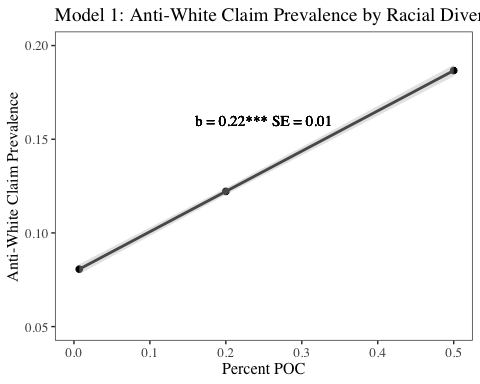 Model 1: Anti-White Claim Prevalence by Racial Diver
0.20
0.15
0.10
0.05
Anti-White Claim Prevalence
b = 0.22*** SE = 0.01
0.0 0.1 0.2 0.3 0.4 0.5
Percent POC